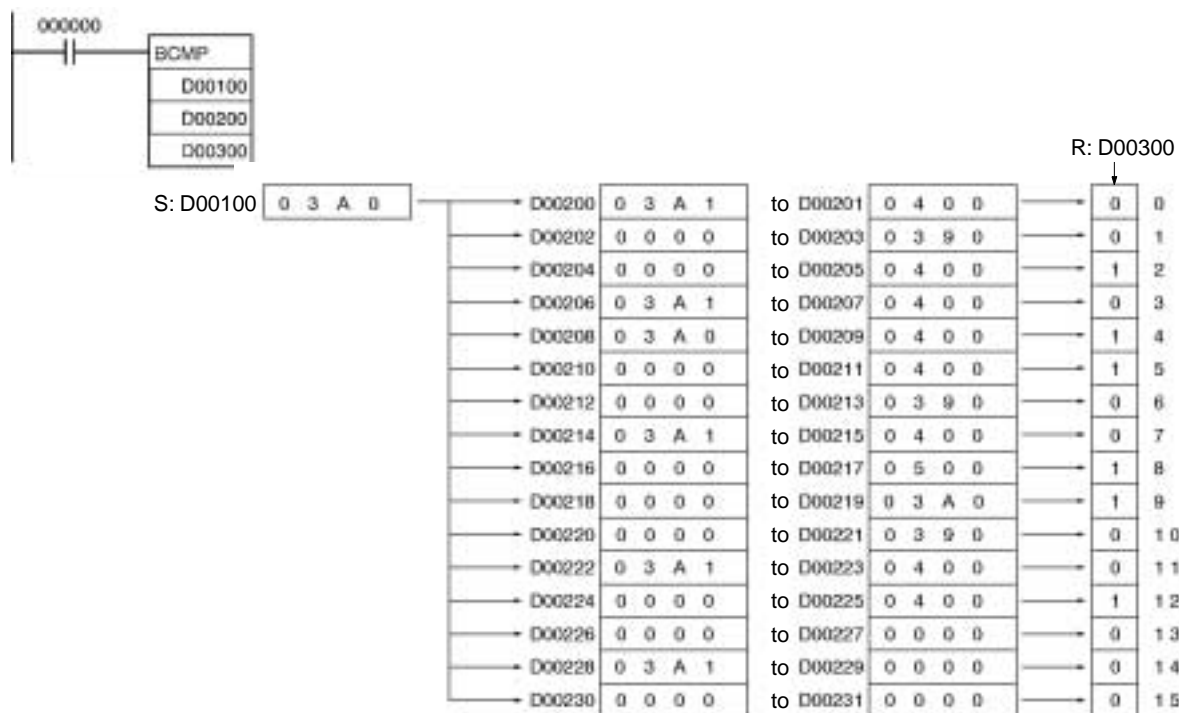 000000
BCMP
D00100
D00200
D00300
R: D00300
S: D00100 0 3 A 0
D00200 0 3 A 1 to D00201 0 4 0 0 0 0
D00202 0 0 0 0 to D00203 0 3 9 0 0 1
D00204 0 0 0 0 to D00205 0 4 0 0 1 2
D00206 0 3 A 1 to D00207 0 4 0 0 0 3
D00208 0 3 A 0 to D00209 0 4 0 0 1 4
D00210 0 0 0 0 to D00211 0 4 0 0 1 5
D00212 0 0 0 0 to D00213 0 3 9 0 0 6
D00214 0 3 A 1 to D00215 0 4 0 0 0 7
D00216 0 0 0 0 to D00217 0 5 0 0 1 8
D00218 0 0 0 0 to D00219 0 3 A 0 1 9
D00220 0 0 0 0 to D00221 0 3 9 0 0 10
D00222 0 3 A 1 to D00223 0 4 0 0 0 11
D00224 0 0 0 0 to D00225 0 4 0 0 1 12
D00226 0 0 0 0 to D00227 0 0 0 0 0 13
D00228 0 3 A 1 to D00229 0 0 0 0 0 14
D00230 0 0 0 0 to D00231 0 0 0 0 0 15